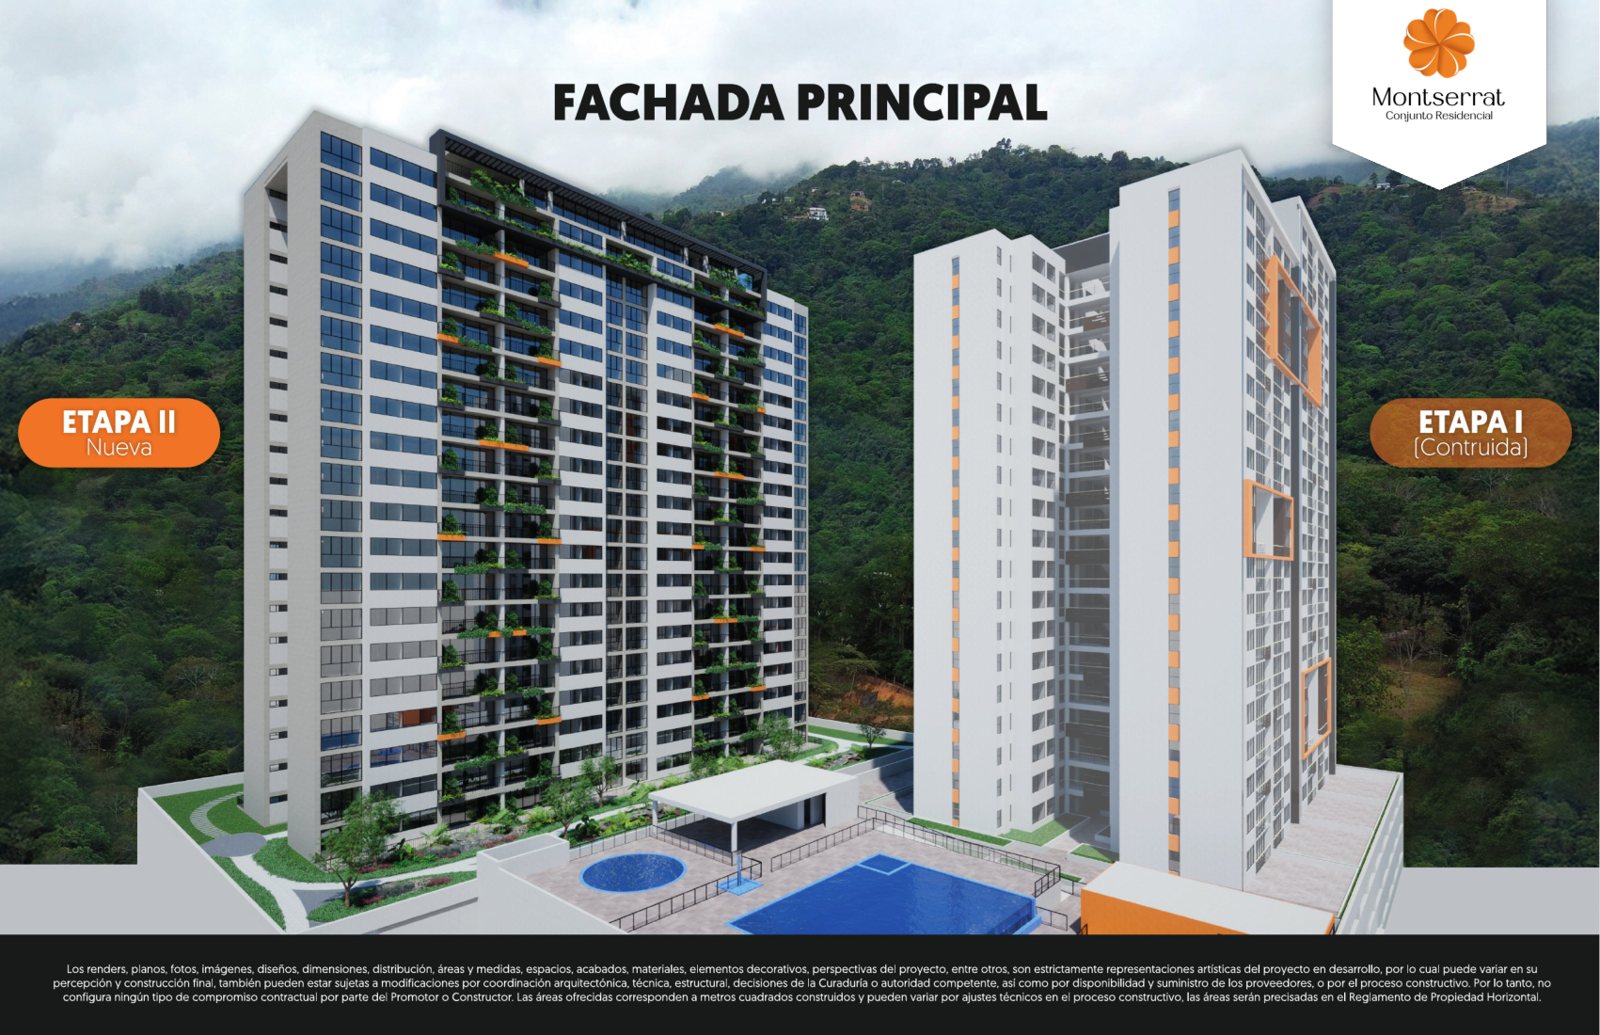 Montserrat
Conjunto Residencial
FACHADA PRINCIPAL
ETAPA II
Nueva
ETAPA I
(Contruida)
Los renders, planos, fotos, imágenes, diseños, dimensiones, distribución, áreas y medidas, espacios, acabados, materiales, elementos decorativos, perspectivas del proyecto, entre otros, son estrictamente representaciones artísticas del proyecto en desarrollo, por lo cual puede variar en su
percepción y construcción final, también pueden estar sujetas a modificaciones por coordinación arquitectónica, técnica, estructural, decisiones de la Curaduría o autoridad competente, así como por disponibilidad y suministro de los proveedores, o por el proceso constructivo. Por lo tanto, no
configura ningún tipo de compromiso contractual por parte del Promotor o Constructor. Las áreas ofrecidas corresponden a metros cuadrados construidos y pueden variar por ajustes técnicos en el proceso constructivo, las áreas serán precisadas en el Reglamento de Propiedad Horizontal.